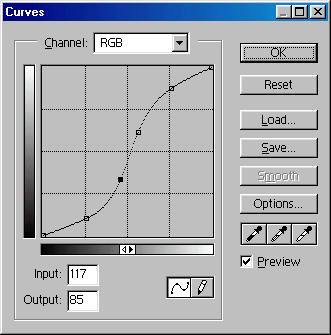 Curves
Channel: RGB
OK
Reset
Load...
Save...
Smooth
Options...
Preview
Input: 117
Output: 85